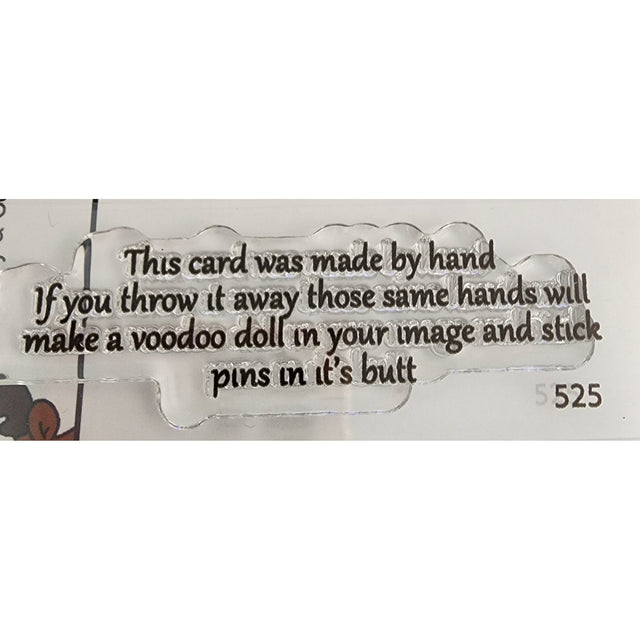 This card was made by hand
If you throw it away those same hands will
make a voodoo doll in your image and stick
pins in it's butt
525